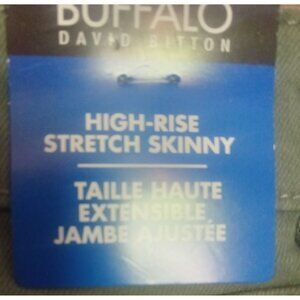 BUFFALO
DAVID BITTON
HIGH-RISE
STRETCH SKINNY
TAILLE HAUTE
EXTENSIBLE,
JAMBE AJUSTÉE